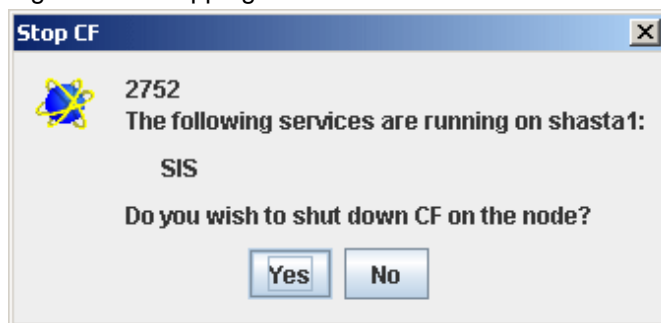 Stop CF
2752
The following services are running on shasta1:
SIS
Do you wish to shut down CF on the node?
Yes No